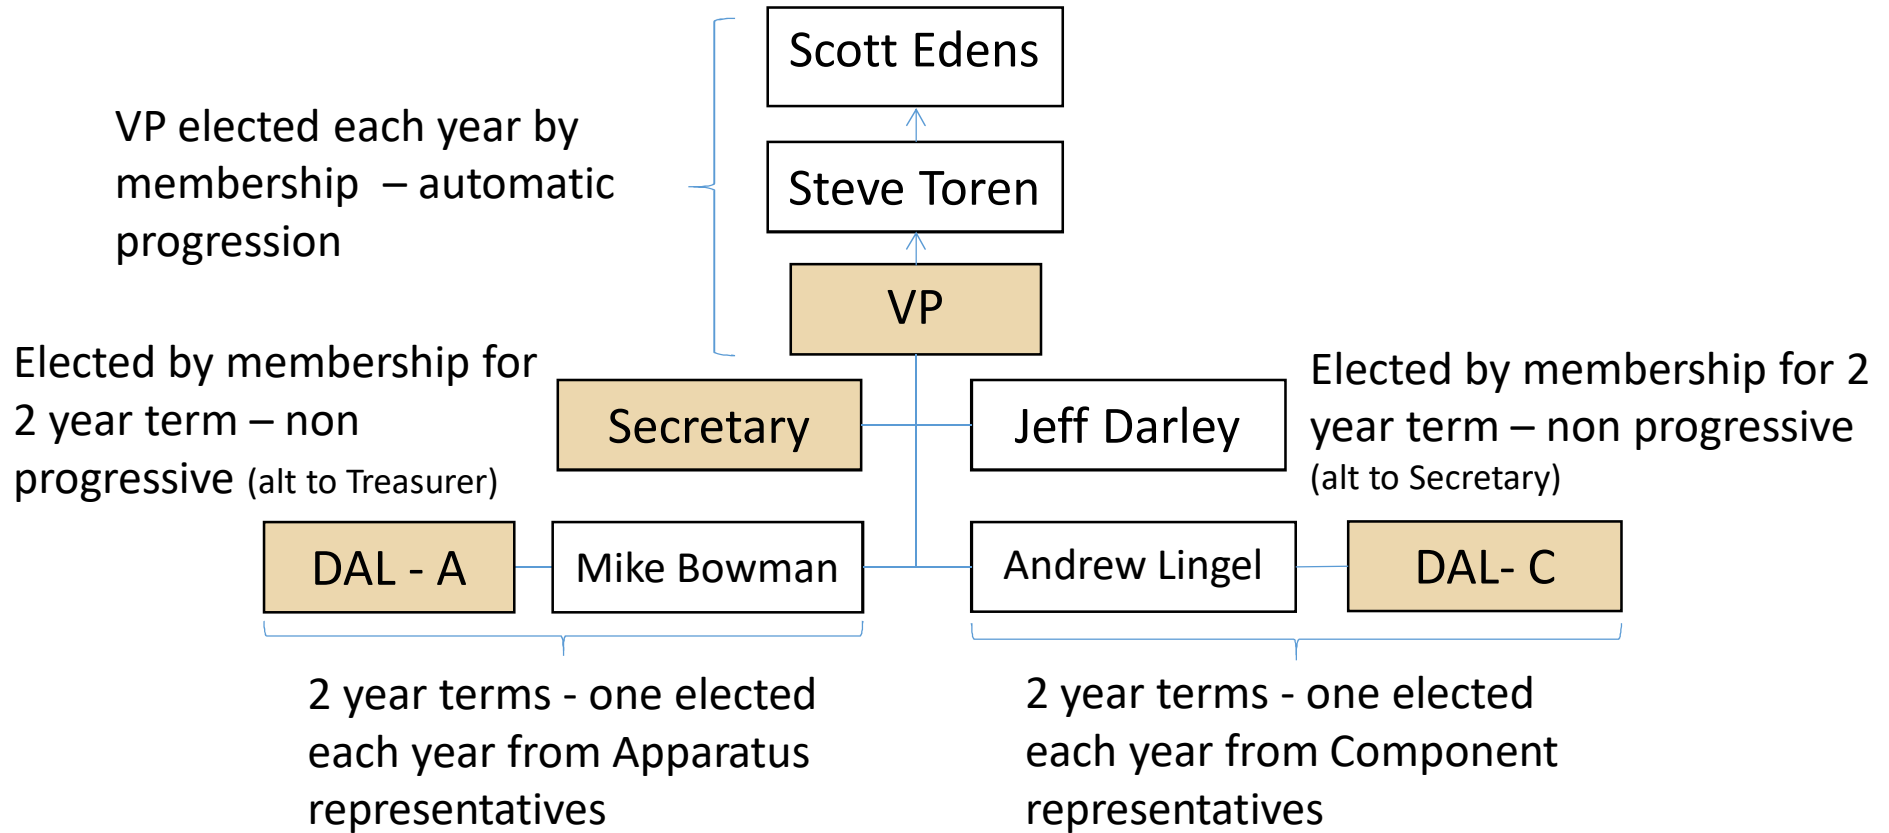 Scott Edens
VP elected each year by
membership – automatic
progression
Steve Toren
VP
Elected by membership for
2 year term – non
progressive (alt to Treasurer)
Secretary
Jeff Darley
Elected by membership for 2
year term – non progressive
(alt to Secretary)
DAL - A
Mike Bowman
Andrew Lingel
DAL- C
2 year terms - one elected
each year from Apparatus
representatives
2 year terms - one elected
each year from Component
representatives